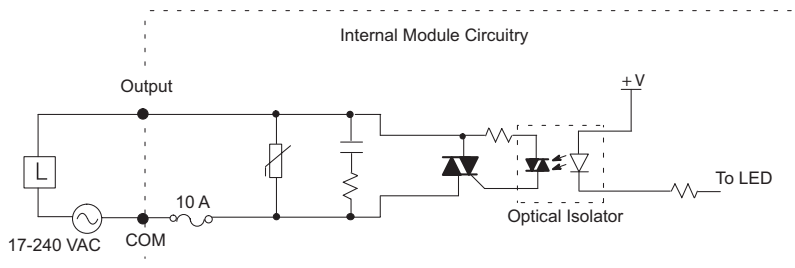 Internal Module Circuitry
Output
+V
L
To LED
10 A
Optical Isolator
COM
17-240 VAC